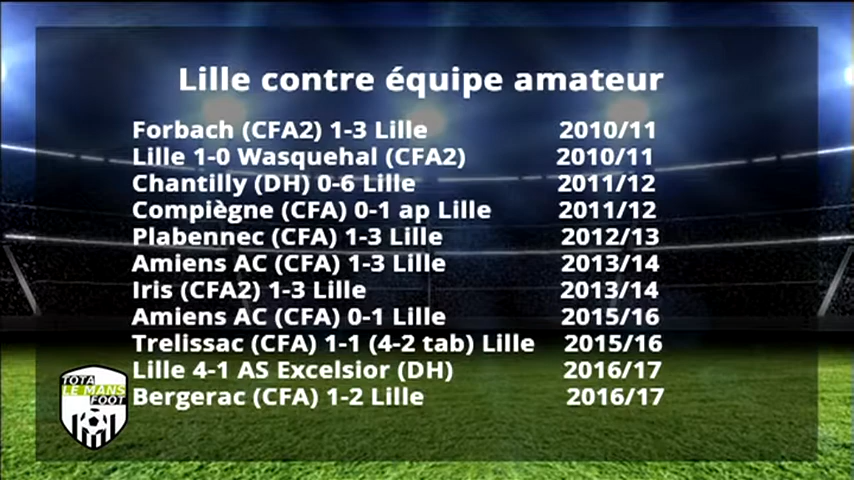 Lille contre équipe amateur
Forbach (CFA2) 1-3 Lille 2010/11
Lille 1-0 Wasquehal (CFA2) 2010/11
Chantilly (DH) 0-6 Lille 2011/12
Compiègne (CFA) 0-1 ap Lille 2011/12
Plabennec (CFA) 1-3 Lille 2012/13
Amiens AC (CFA) 1-3 Lille 2013/14
Iris (CFA2) 1-3 Lille 2013/14
Amiens AC (CFA) 0-1 Lille 2015/16
Trelissac (CFA) 1-1 (4-2 tab) Lille 2015/16
Lille 4-1 AS Excelsior (DH) 2016/17
Bergerac (CFA) 1-2 Lille 2016/17
TOTA
LE MANS
FOOT